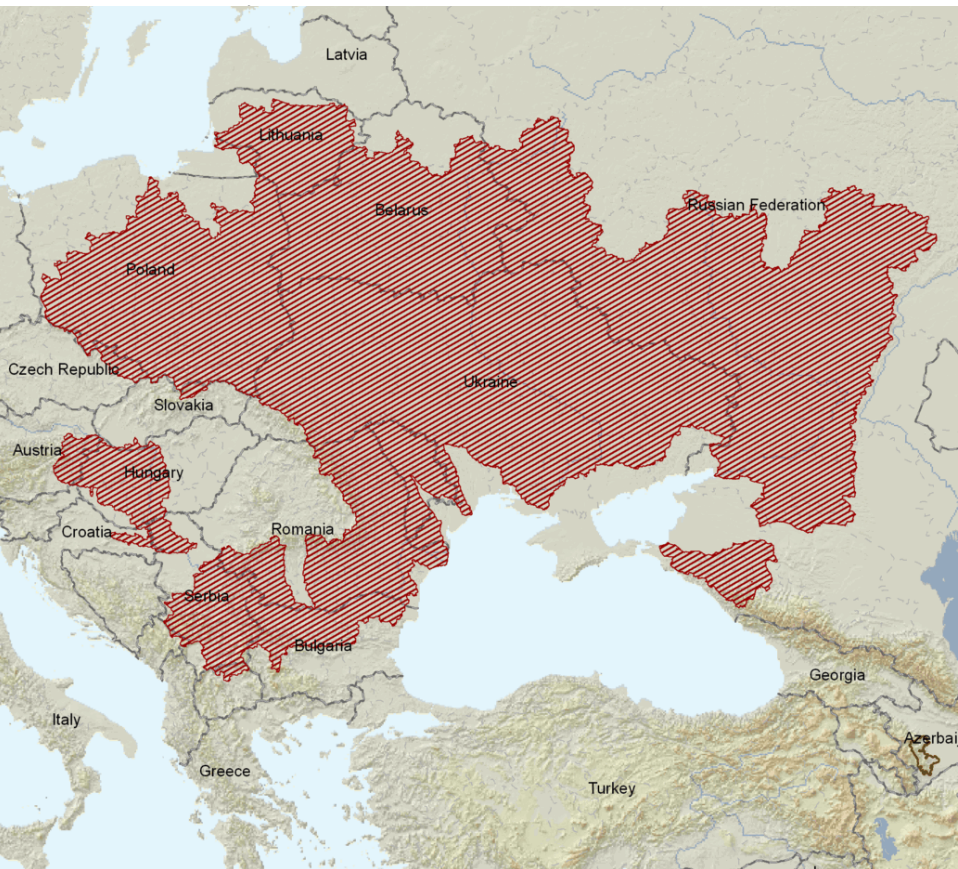 Latvia
Lithuania
Russian Federation
Belarus
Poland
Czech Republic
Ukraine
Slovakia
Austria
Hungary
Croatia
Romania
Serbia
Bulgaria
Georgia
Italy
Azerbaij
Greece
Turkey